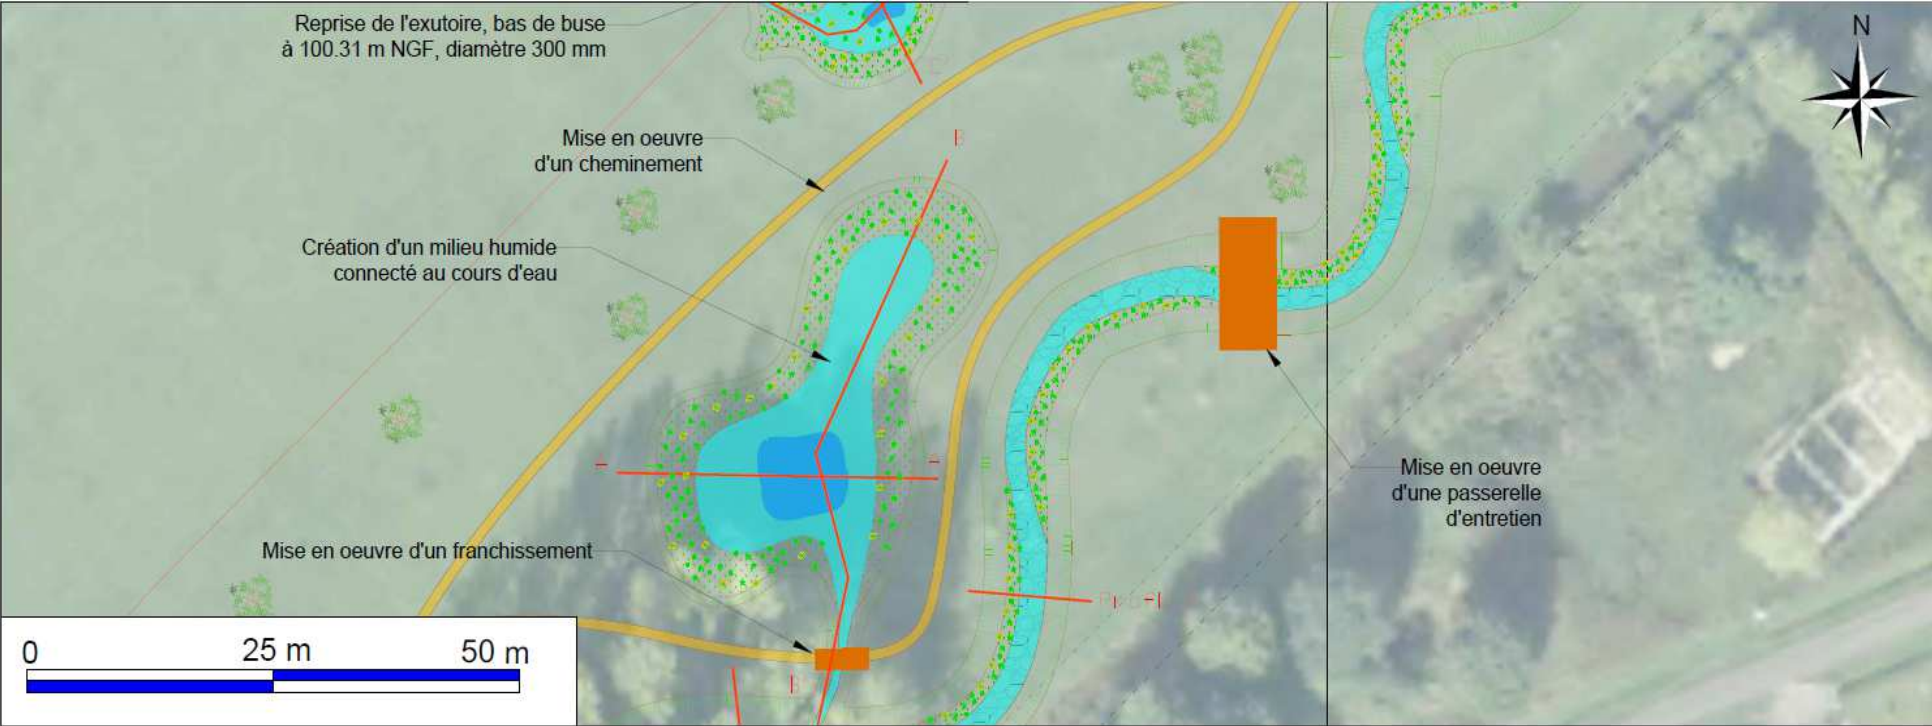 Reprise de l'exutoire, bas de buse
à 100.31 m NGF, diamètre 300 mm
N
Mise en oeuvre
d'un cheminement
B
Création d'un milieu humide
connecté au cours d'eau
Mise en oeuvre
d'une passerelle
d'entretien
Mise en oeuvre d'un franchissement
0 25 m 50 m